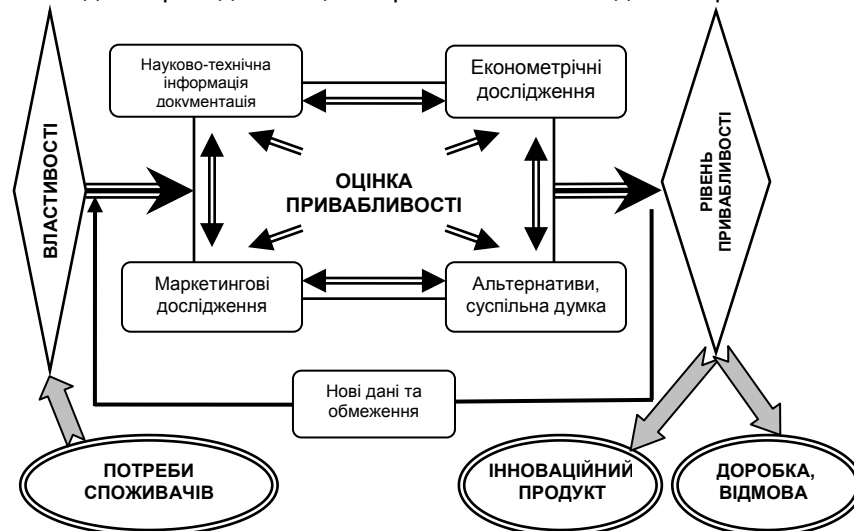 Науково-технічна
інформація
документація
Економетричні
дослідження
ВЛАСТИВОСТІ
ОЦІНКА
ПРИВАБЛИВОСТІ
РІВЕНЬ
ПРИВАБЛИВОСТІ
Маркетингові
дослідження
Альтернативи,
суспільна думка
Нові дані та
обмеження
ПОТРЕБИ
СПОЖИВАЧІВ
ІННОВАЦІЙНИЙ
ПРОДУКТ
ДОРОБКА,
ВІДМОВА